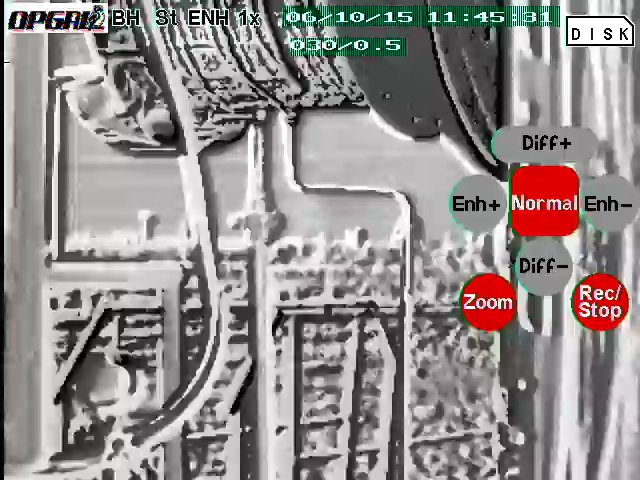 OPGAL BH St ENH 1x 06/10/15 11:45:31
030/0.5
DISK
Diff+
Enh+ Normal Enh-
Diff-
Zoom Rec/
Stop